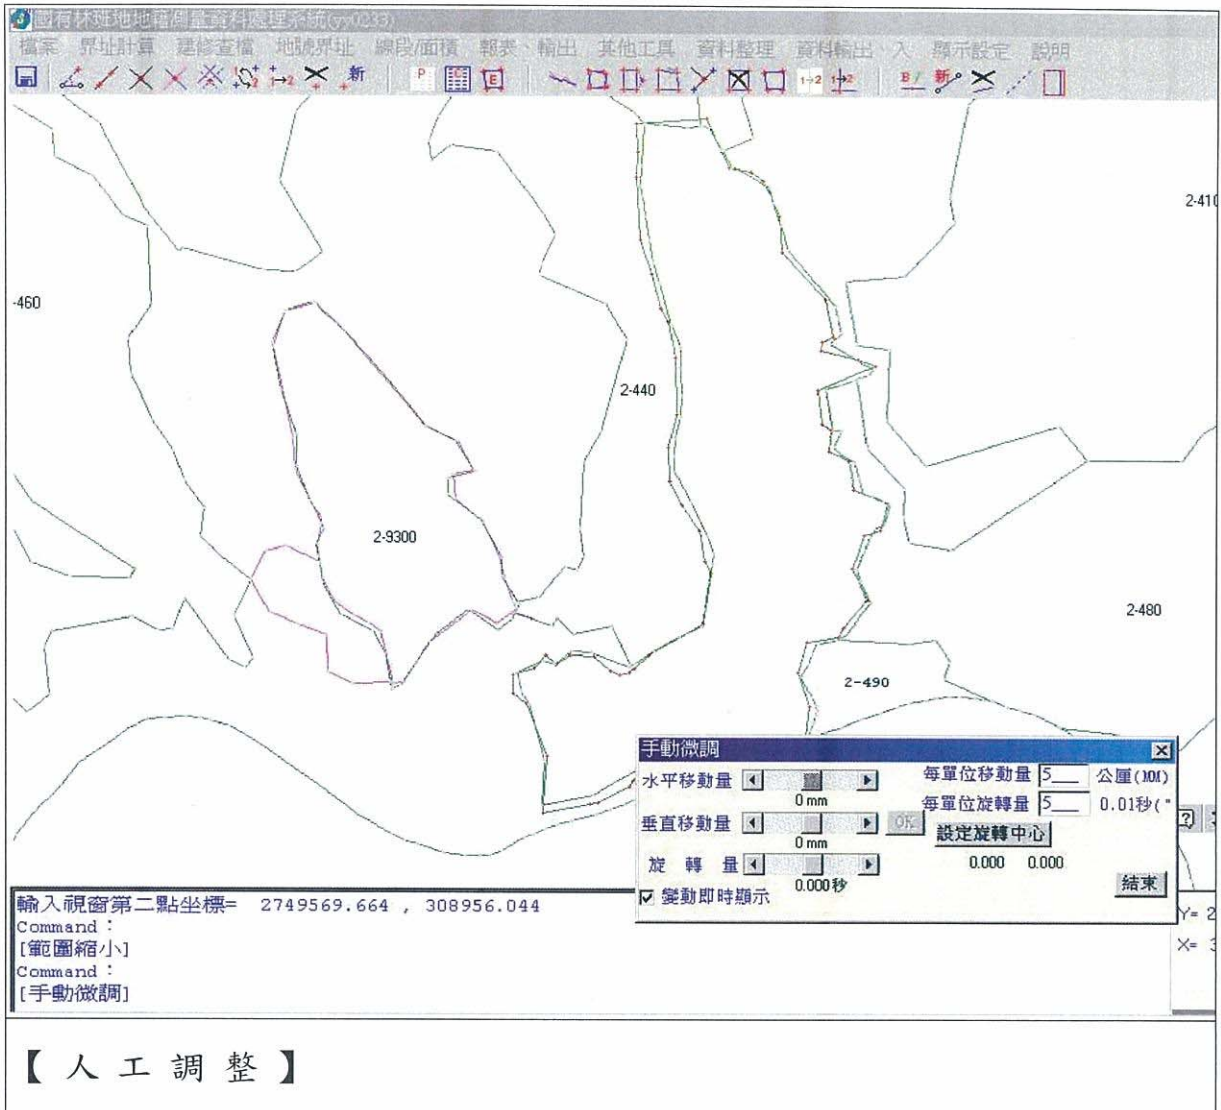 國有林班地地籍測量資料處理系統(yy0233)
檔案 界址計算 建修查檔 地號界址 線段/面積 報表、輸出 其他工具 資料整理 資料輸出、入 顯示設定 說明
新 P C E 1→2 1→2 B 新
2-410
-460
2-440
2-9300
2-480
2-490
手動微調
水平移動量 0 mm
每單位移動量 5 公厘(MM)
每單位旋轉量 5 0.01秒("
垂直移動量 0 mm
OK
設定旋轉中心
旋 轉 量 0.000秒
0.000 0.000
變動即時顯示
結束
輸入視窗第二點坐標= 2749569.664 , 308956.044
Command：
[範圍縮小]
Command：
[手動微調]
Y= 2
X= 3
【人工調整】